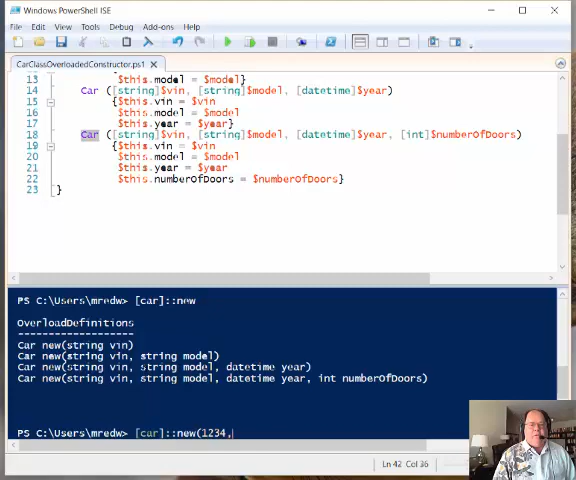 Windows PowerShell ISE
File Edit View Tools Debug Add-ons Help
CarClassOverloadedConstructor.ps1
13 $this.model = $model}
14 Car ([string]$vin, [string]$model, [datetime]$year)
15 {$this.vin = $vin
16 $this.model = $model
17 $this.year = $year}
18 Car ([string]$vin, [string]$model, [datetime]$year, [int]$numberOfDoors)
19 {$this.vin = $vin
20 $this.model = $model
21 $this.year = $year
22 $this.numberOfDoors = $numberOfDoors}
23 }
PS C:\Users\mredw> [car]::new
OverloadDefinitions
-------------------
Car new(string vin)
Car new(string vin, string model)
Car new(string vin, string model, datetime year)
Car new(string vin, string model, datetime year, int numberOfDoors)
PS C:\Users\mredw> [car]::new(1234,
Ln 42 Col 36